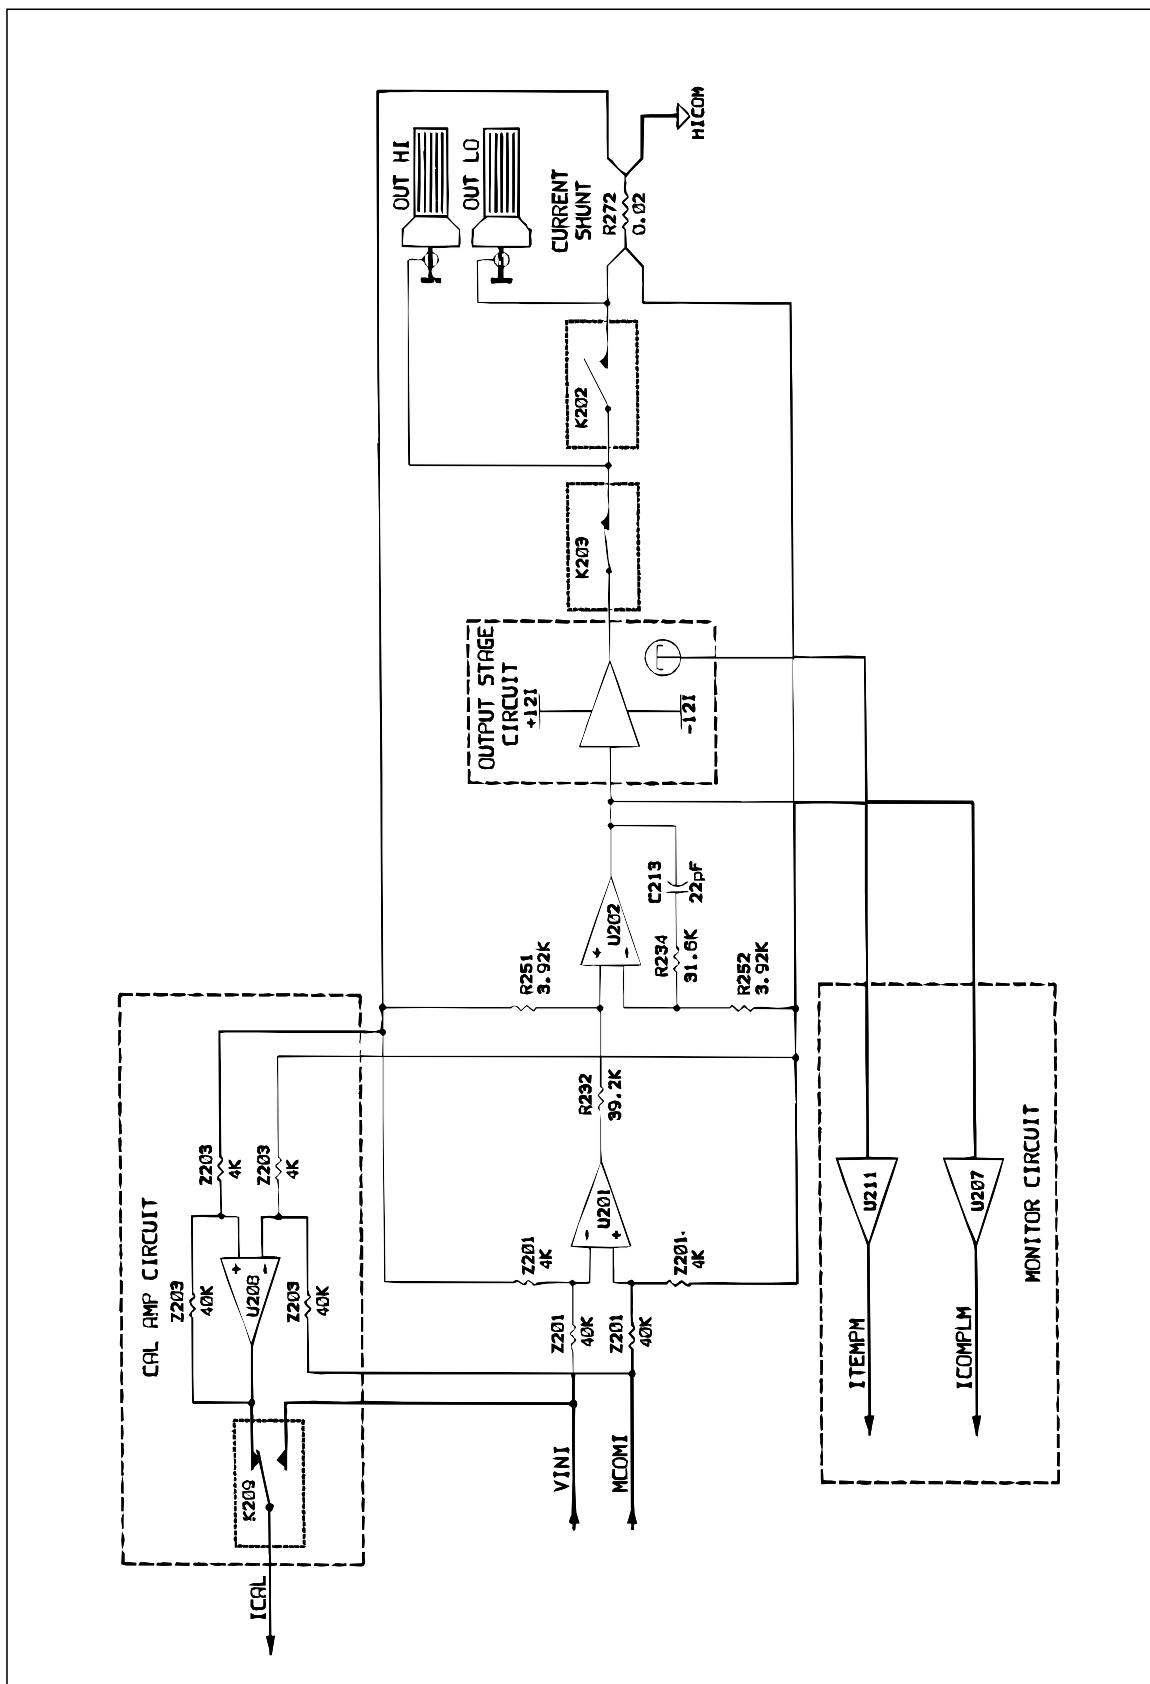 CAL AMP CIRCUIT
ICAL
K209
Z203
40K
U208
+
-
Z203
40K
Z203
4K
Z203
4K
VINI
MCOMI
Z201
40K
Z201
40K
Z201
4K
Z201
4K
U201
-
+
R232
39.2K
R251
3.92K
U202
+
-
R234
31.6K
C213
22pF
R252
3.92K
OUTPUT STAGE
CIRCUIT
+12I
-12I
K203
K202
OUT HI
OUT LO
CURRENT
SHUNT
R272
0.02
HICOM
MONITOR CIRCUIT
ITEMPM
U211
ICOMPLM
U207